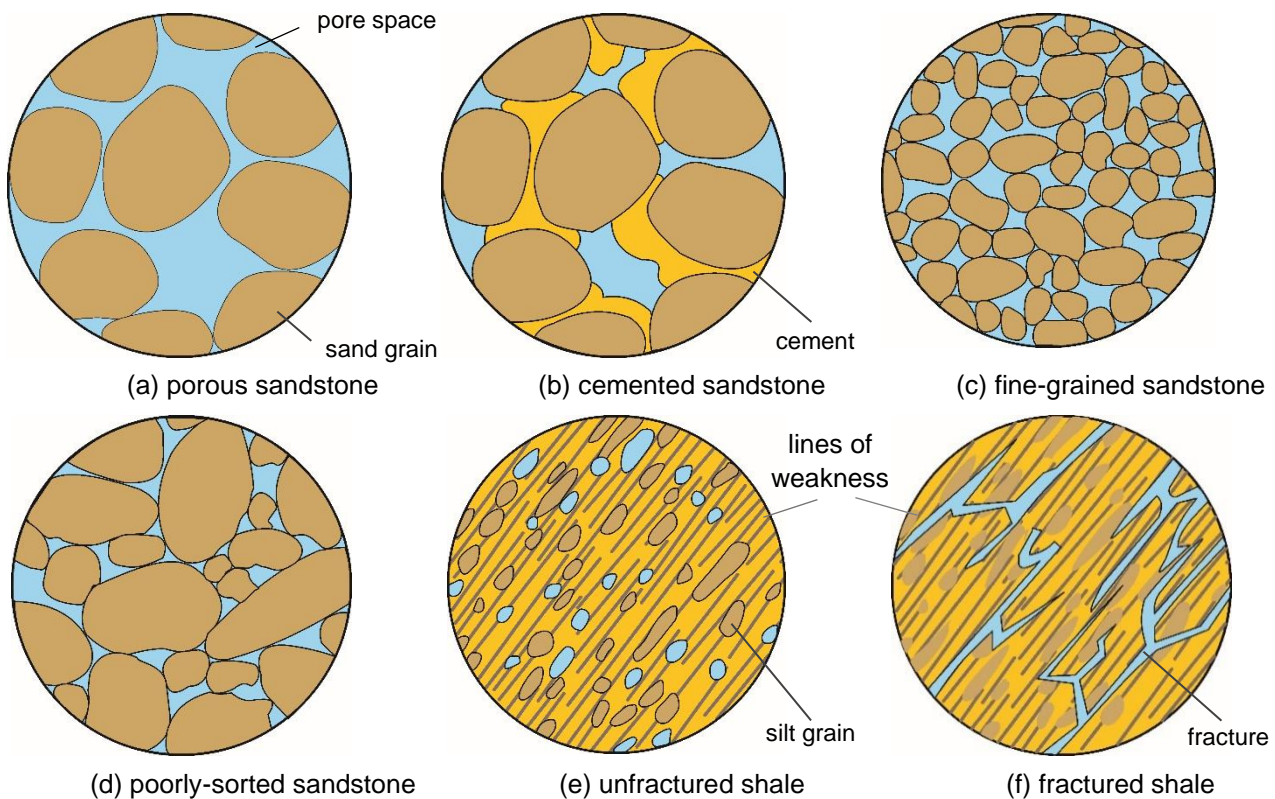 pore space
sand grain
cement
(a) porous sandstone
(b) cemented sandstone
(c) fine-grained sandstone
lines of
weakness
silt grain
fracture
(d) poorly-sorted sandstone
(e) unfractured shale
(f) fractured shale